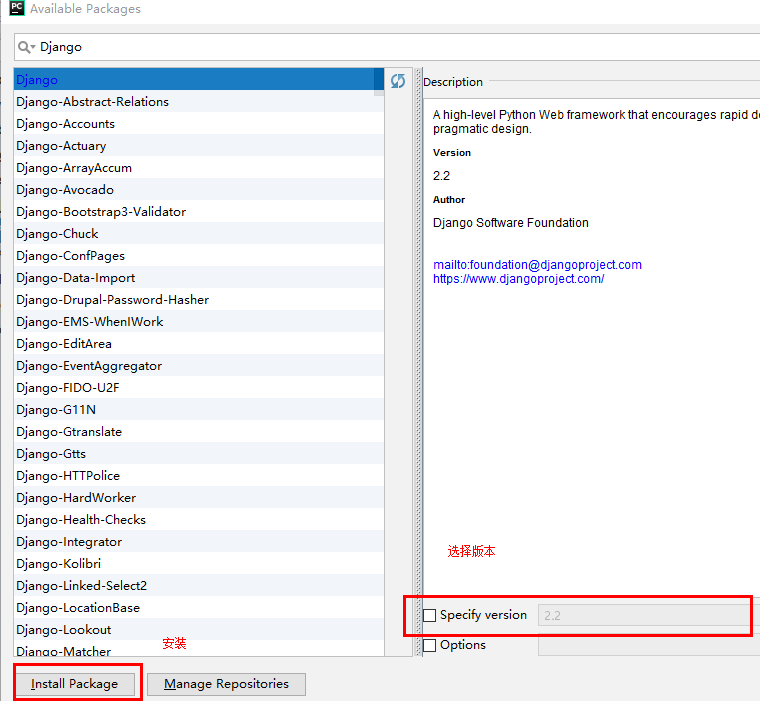 PC Available Packages
Django
Django
Django-Abstract-Relations
Django-Accounts
Django-Actuary
Django-ArrayAccum
Django-Avocado
Django-Bootstrap3-Validator
Django-Chuck
Django-ConfPages
Django-Data-Import
Django-Drupal-Password-Hasher
Django-EMS-WhenIWork
Django-EditArea
Django-EventAggregator
Django-FIDO-U2F
Django-G11N
Django-Gtranslate
Django-Gtts
Django-HTTPolice
Django-HardWorker
Django-Health-Checks
Django-Integrator
Django-Kolibri
Django-Linked-Select2
Django-LocationBase
Django-Lookout
Django-Matcher
安装
Description
A high-level Python Web framework that encourages rapid de
pragmatic design.
Version
2.2
Author
Django Software Foundation
mailto:foundation@djangoproject.com
https://www.djangoproject.com/
选择版本
Specify version 2.2
Options
Install Package Manage Repositories